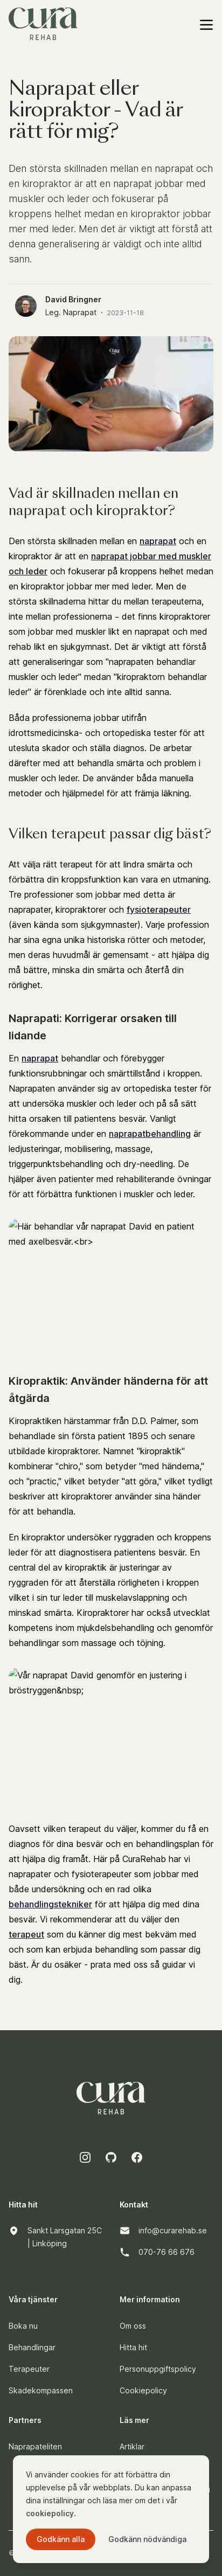 cura
REHAB
Naprapat eller
kiropraktor - Vad är
rätt för mig?
Den största skillnaden mellan en naprapat och
en kiropraktor är att en naprapat jobbar med
muskler och leder och fokuserar på
kroppens helhet medan en kiropraktor jobbar
mer med leder. Men det är viktigt att förstå att
denna generalisering är väldigt och inte alltid
sann.
David Bringner
Leg. Naprapat · 2023-11-18
Vad är skillnaden mellan en
naprapat och kiropraktor?
Den största skillnaden mellan en naprapat och en
kiropraktor är att en naprapat jobbar med muskler
och leder och fokuserar på kroppens helhet medan
en kiropraktor jobbar mer med leder. Men de
största skillnaderna hittar du mellan terapeuterna,
inte mellan professionerna – det finns kiropraktorer
som jobbar med muskler likt en naprapat och med
rehab likt en sjukgymnast. Det är viktigt att förstå
att generaliseringar som "naprapaten behandlar
muskler och leder" medan "kiropraktorn behandlar
leder" är förenklade och inte alltid sanna.
Båda professionerna jobbar utifrån
idrottsmedicinska- och ortopediska tester för att
utesluta skador och ställa diagnos. De arbetar
därefter med att behandla smärta och problem i
muskler och leder. De använder båda manuella
metoder och hjälpmedel för att främja läkning.
Vilken terapeut passar dig bäst?
Att välja rätt terapeut för att lindra smärta och
förbättra din kroppsfunktion kan vara en utmaning.
Tre professioner som jobbar med detta är
naprapater, kiropraktorer och fysioterapeuter
(även kända som sjukgymnaster). Varje profession
har sina egna unika historiska rötter och metoder,
men deras huvudmål är gemensamt - att hjälpa dig
må bättre, minska din smärta och återfå din
rörlighet.
Naprapati: Korrigerar orsaken till
lidande
En naprapat behandlar och förebygger
funktionsrubbningar och smärttillstånd i kroppen.
Naprapaten använder sig av ortopediska tester för
att undersöka muskler och leder och på så sätt
hitta orsaken till patientens besvär. Vanligt
förekommande under en naprapatbehandling är
ledjusteringar, mobilisering, massage,
triggerpunktsbehandling och dry-needling. De
hjälper även patienter med rehabiliterande övningar
för att förbättra funktionen i muskler och leder.
Här behandlar vår naprapat David en patient
med axelbesvär.<br>
Kiropraktik: Använder händerna för att
åtgärda
Kiropraktiken härstammar från D.D. Palmer, som
behandlade sin första patient 1895 och senare
utbildade kiropraktorer. Namnet "kiropraktik"
kombinerar "chiro," som betyder "med händerna,"
och "practic," vilket betyder "att göra," vilket tydligt
beskriver att kiropraktorer använder sina händer
för att behandla.
En kiropraktor undersöker ryggraden och kroppens
leder för att diagnostisera patientens besvär. En
central del av kiropraktik är justeringar av
ryggraden för att återställa rörligheten i kroppen
vilket i sin tur leder till muskelavslappning och
minskad smärta. Kiropraktorer har också utvecklat
kompetens inom mjukdelsbehandling och genomför
behandlingar som massage och töjning.
Vår naprapat David genomför en justering i
bröstryggen&nbsp;
Oavsett vilken terapeut du väljer, kommer du få en
diagnos för dina besvär och en behandlingsplan för
att hjälpa dig framåt. Här på CuraRehab har vi
naprapater och fysioterapeuter som jobbar med
både undersökning och en rad olika
behandlingstekniker för att hjälpa dig med dina
besvär. Vi rekommenderar att du väljer den
terapeut som du känner dig mest bekväm med
och som kan erbjuda behandling som passar dig
bäst. Är du osäker - prata med oss så guidar vi
dig.
cura
REHAB
Hitta hit
Sankt Larsgatan 25C
| Linköping
Kontakt
info@curarehab.se
070-76 66 676
Våra tjänster
Boka nu
Behandlingar
Terapeuter
Skadekompassen
Mer information
Om oss
Hitta hit
Personuppgiftspolicy
Cookiepolicy
Partners
Naprapateliten
Läs mer
Artiklar
Vi använder cookies för att förbättra din
upplevelse på vår webbplats. Du kan anpassa
dina inställningar och läsa mer om det i vår
cookiepolicy.
Godkänn alla
Godkänn nödvändiga